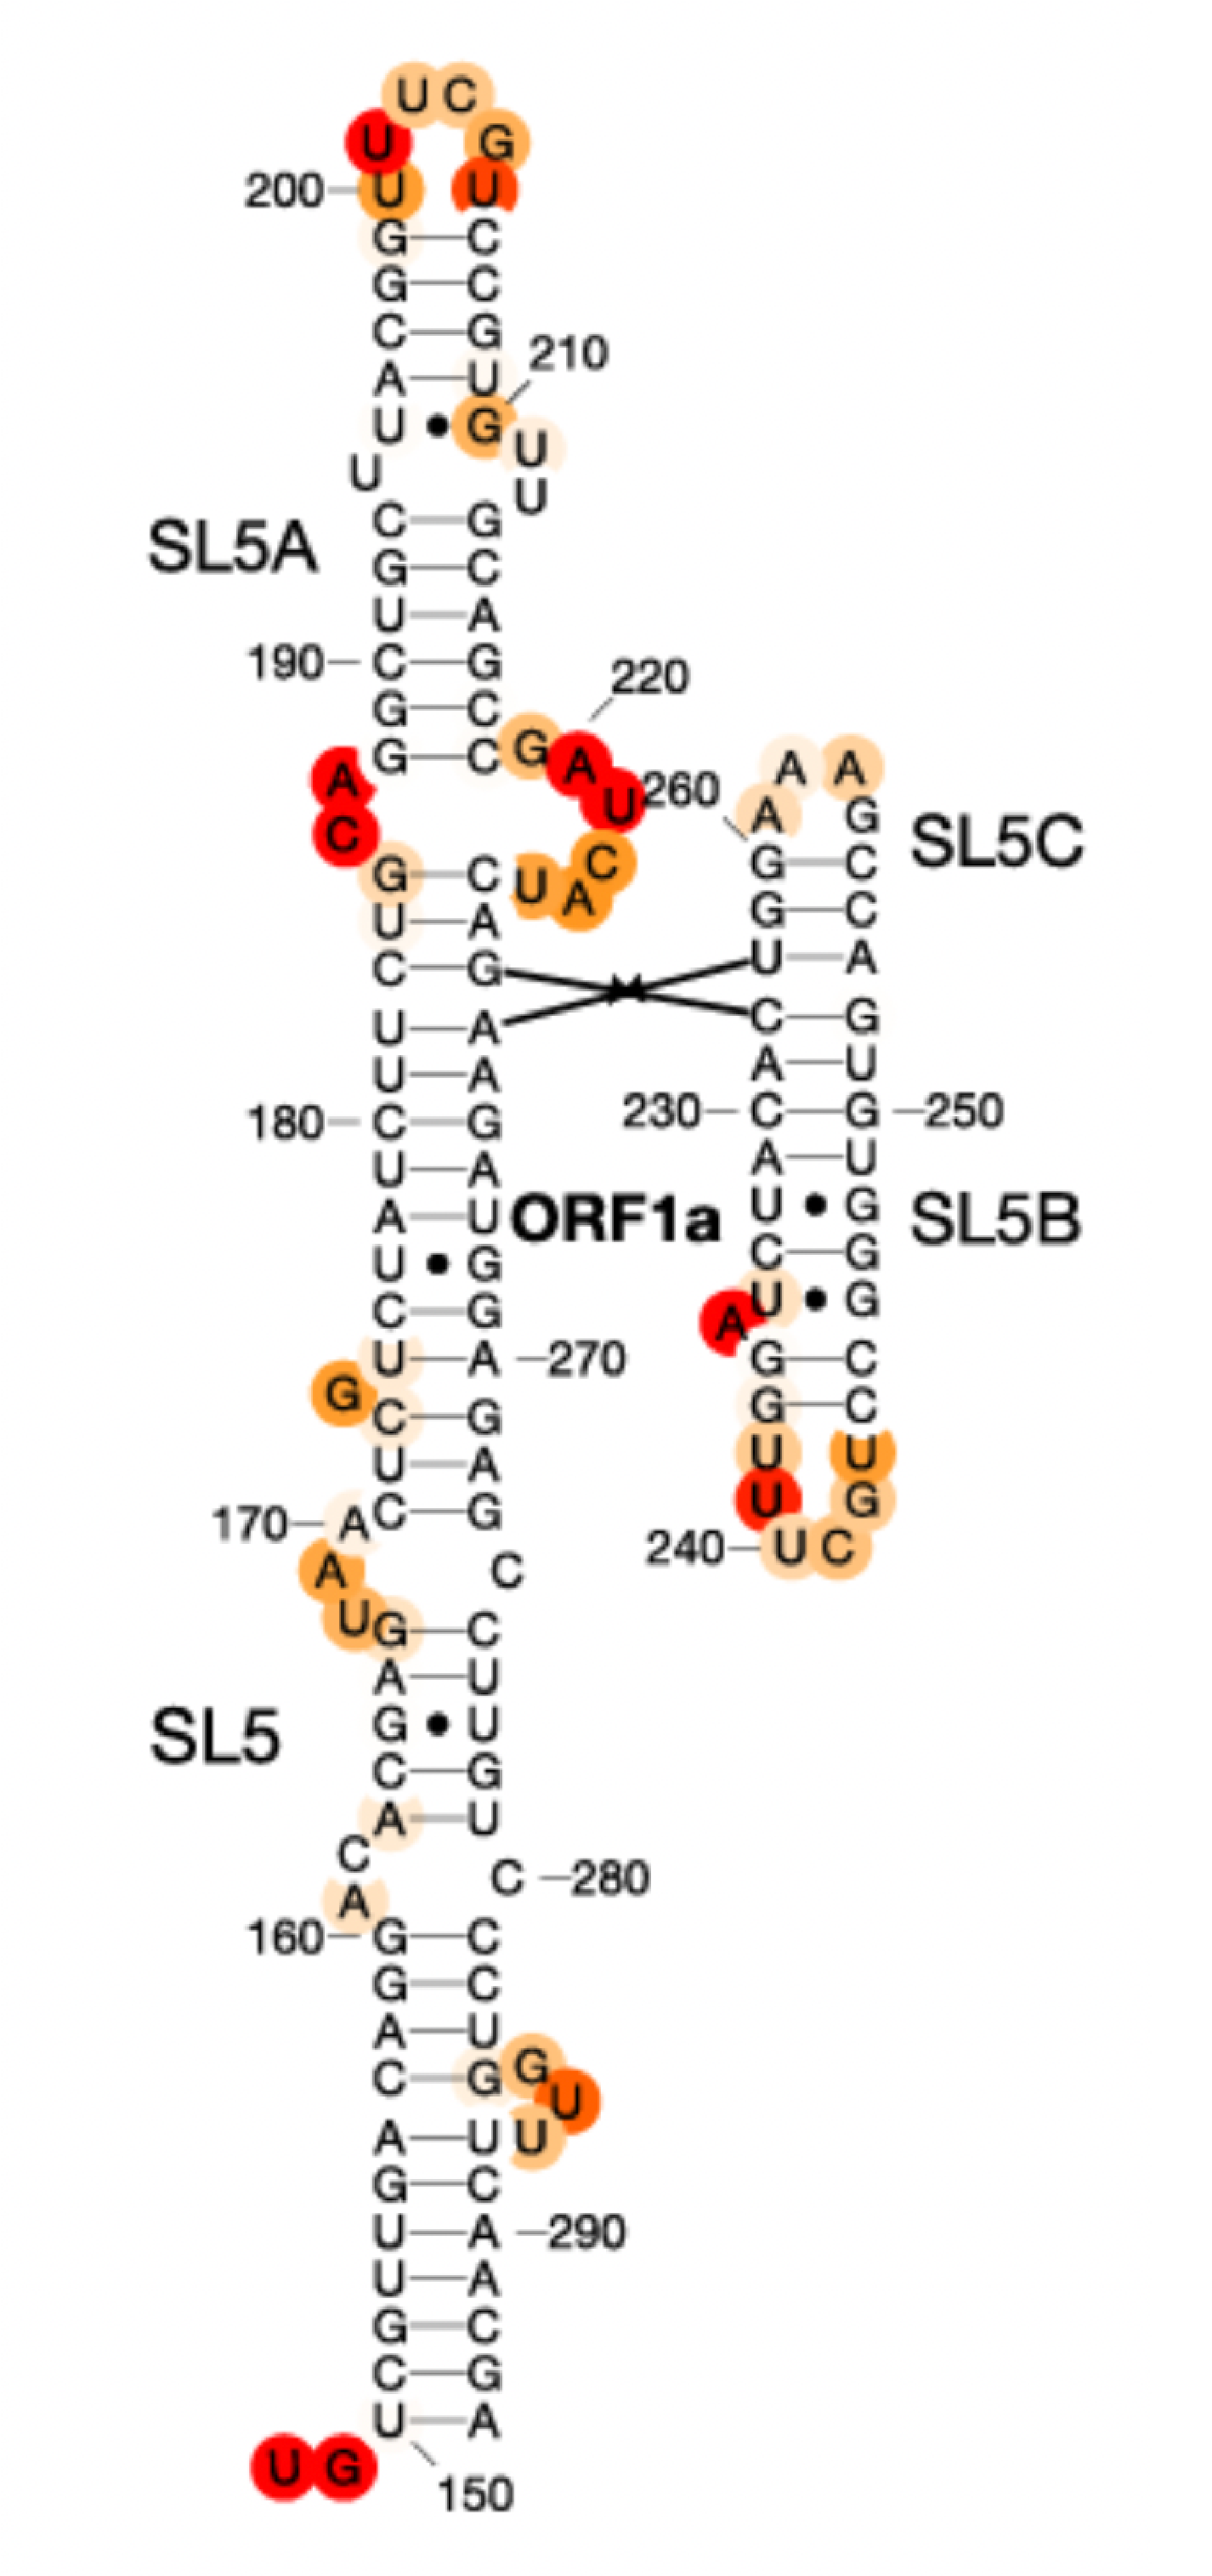 U C
U G
200 U U
G C
G C
C G
210
A U
U G U
U U
C G
SL5A
G C
U A
190 C G
220
G C
A G C G A A A
260
U A G
C SL5C
G C U A C G C
U A G C
C G U A
U A C G
U A A U
180 C G 230 C G 250
U A A U
A U ORF1a U G SL5B
U G C G
C G U G
A
U A 270 G C
G
C G G C
U A U U
170 A C G U G
240 U C
A C
U G C
A U
SL5 G U
C G
A U
C
A C 280
160 G C
G C
A U
C G G
U
A U U
G C
U A 290
U A
G C
C G
U A
U G
150